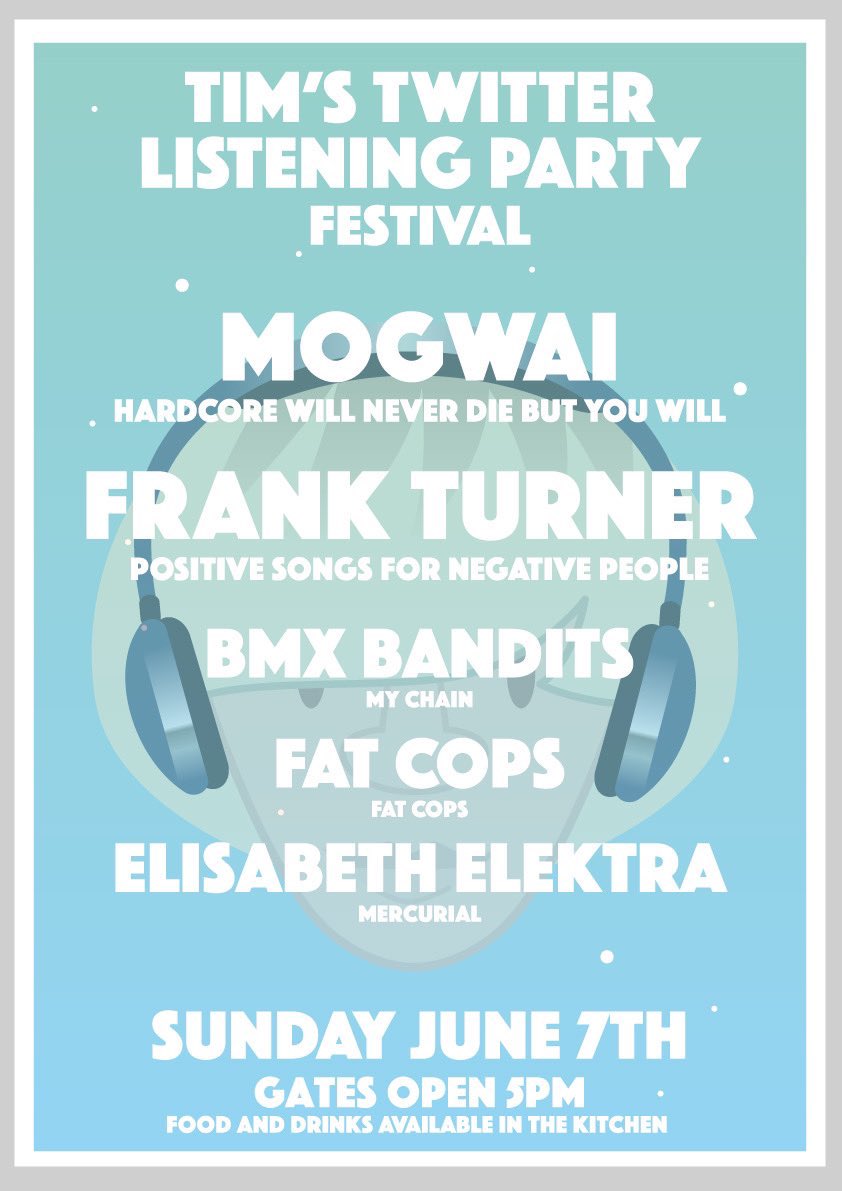 TIM'S TWITTER
LISTENING PARTY
FESTIVAL
MOGWAI
HARDCORE WILL NEVER DIE BUT YOU WILL
FRANK TURNER
POSITIVE SONGS FOR NEGATIVE PEOPLE
BMX BANDITS
MY CHAIN
FAT COPS
FAT COPS
ELISABETH ELEKTRA
MERCURIAL
SUNDAY JUNE 7TH
GATES OPEN 5PM
FOOD AND DRINKS AVAILABLE IN THE KITCHEN